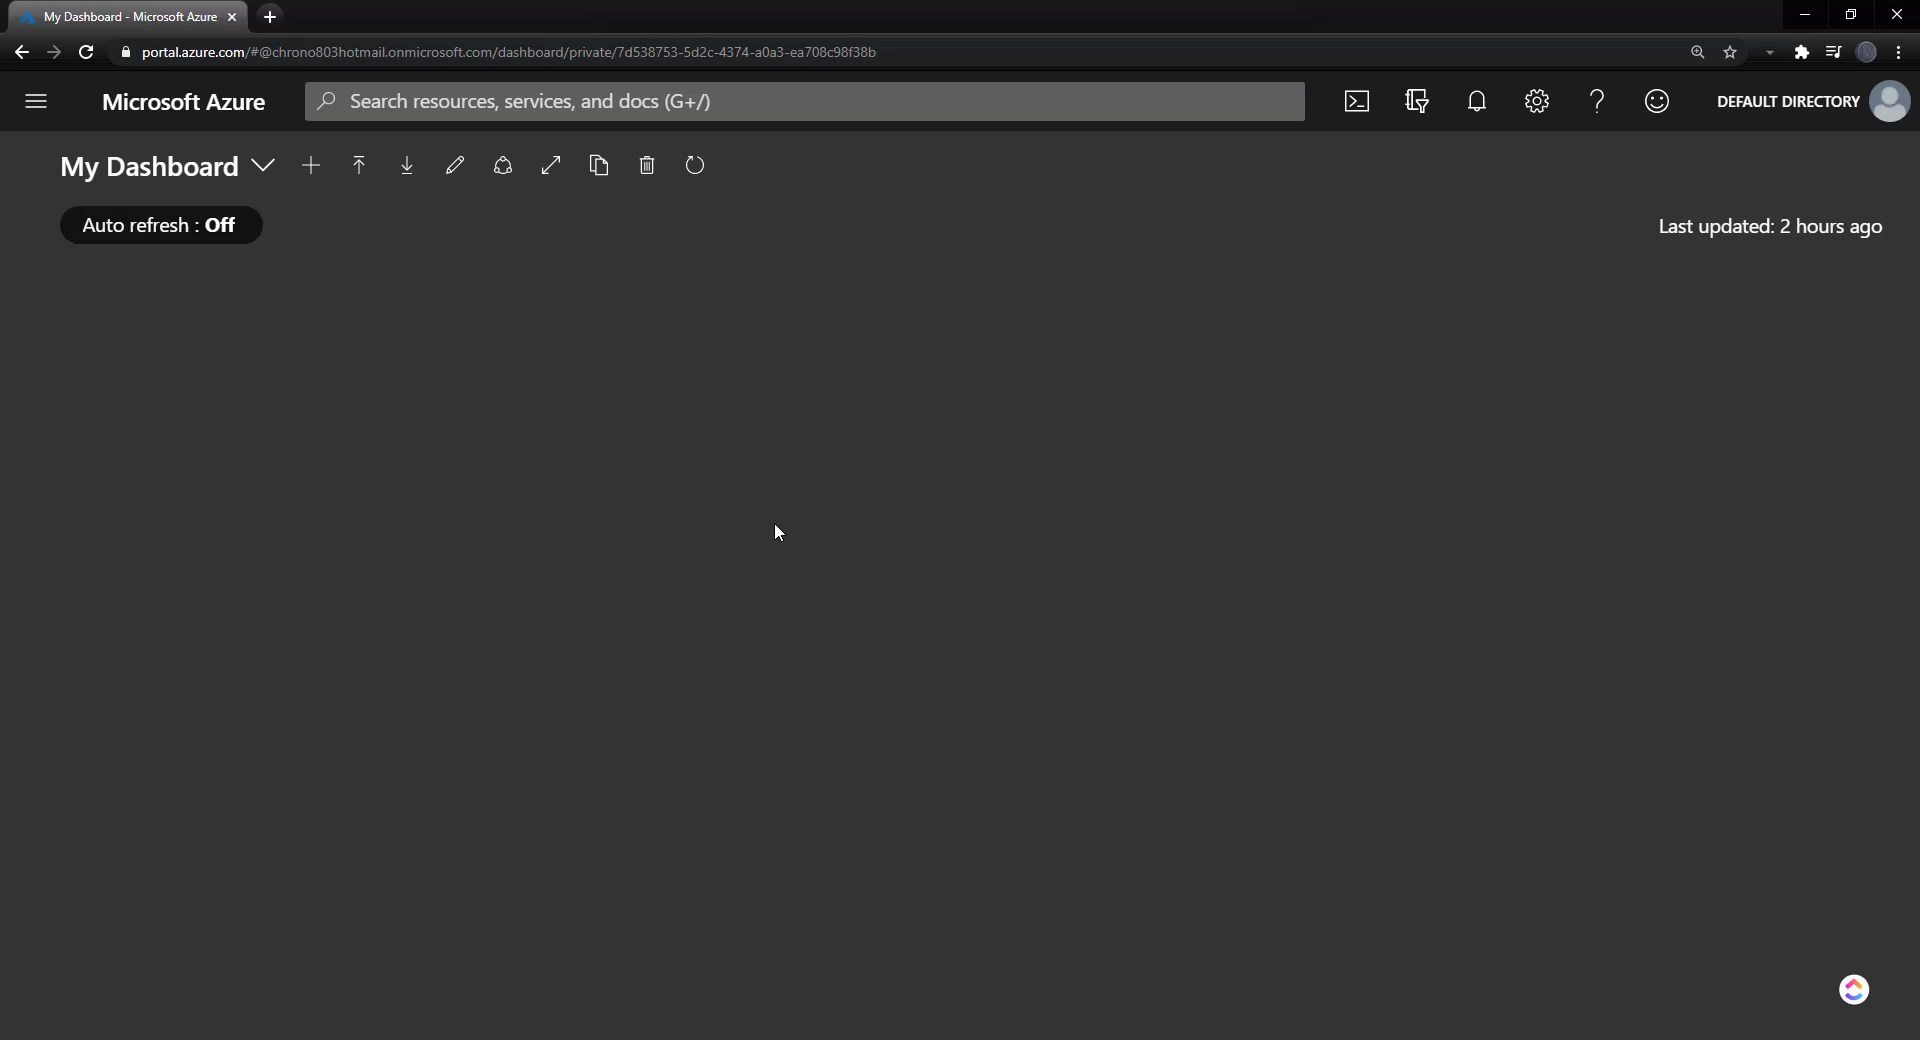 My Dashboard - Microsoft Azure
portal.azure.com/#@chrono803hotmail.onmicrosoft.com/dashboard/private/7d538753-5d2c-4374-a0a3-ea708c98f38b
Microsoft Azure
Search resources, services, and docs (G+/)
DEFAULT DIRECTORY
My Dashboard
Auto refresh : Off
Last updated: 2 hours ago